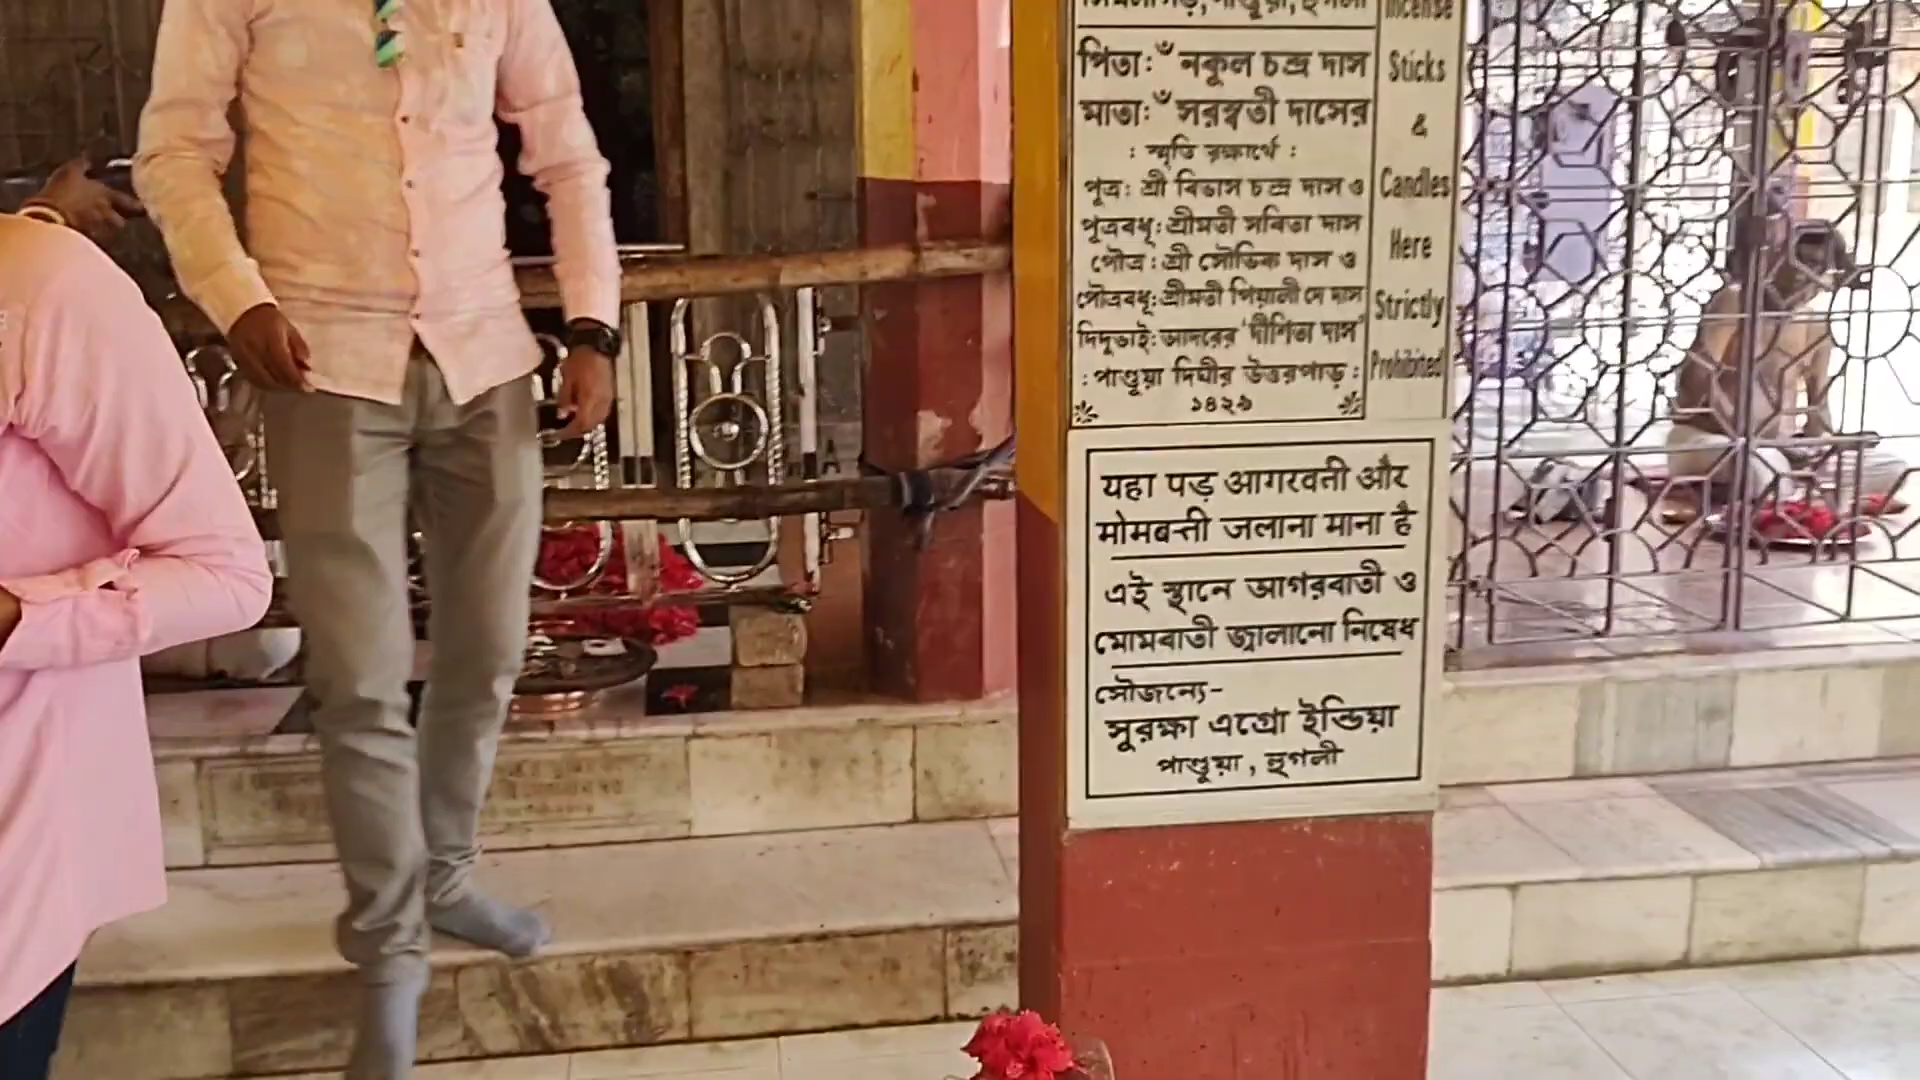 পিতা: ঁ নকুল চন্দ্র দাস
মাতা: ঁ সরস্বতী দাসের
: স্মৃতি রক্ষার্থে :
পুত্র: শ্রী বিভাস চন্দ্র দাস ও
পুত্রবধূ: শ্রীমতী সবিতা দাস
পৌত্র: শ্রী সৌভিক দাস ও
পৌত্রবধূ: শ্রীমতী পিয়ালী দে দাস
দিদুভাই: আদরের 'দীশিতা দাস'
: পাণ্ডুয়া দিঘীর উত্তরপাড় :
১৪২৯
Incense
Sticks
&
Candles
Here
Strictly
Prohibited
यहा पड़ आगरवती और
मोमबत्ती जलाना माना है
এই স্থানে আগরবাতী ও
মোমবাতী জ্বালানো নিষেধ
সৌজন্যে-
সুরক্ষা এগ্রো ইন্ডিয়া
পাণ্ডুয়া, হুগলী